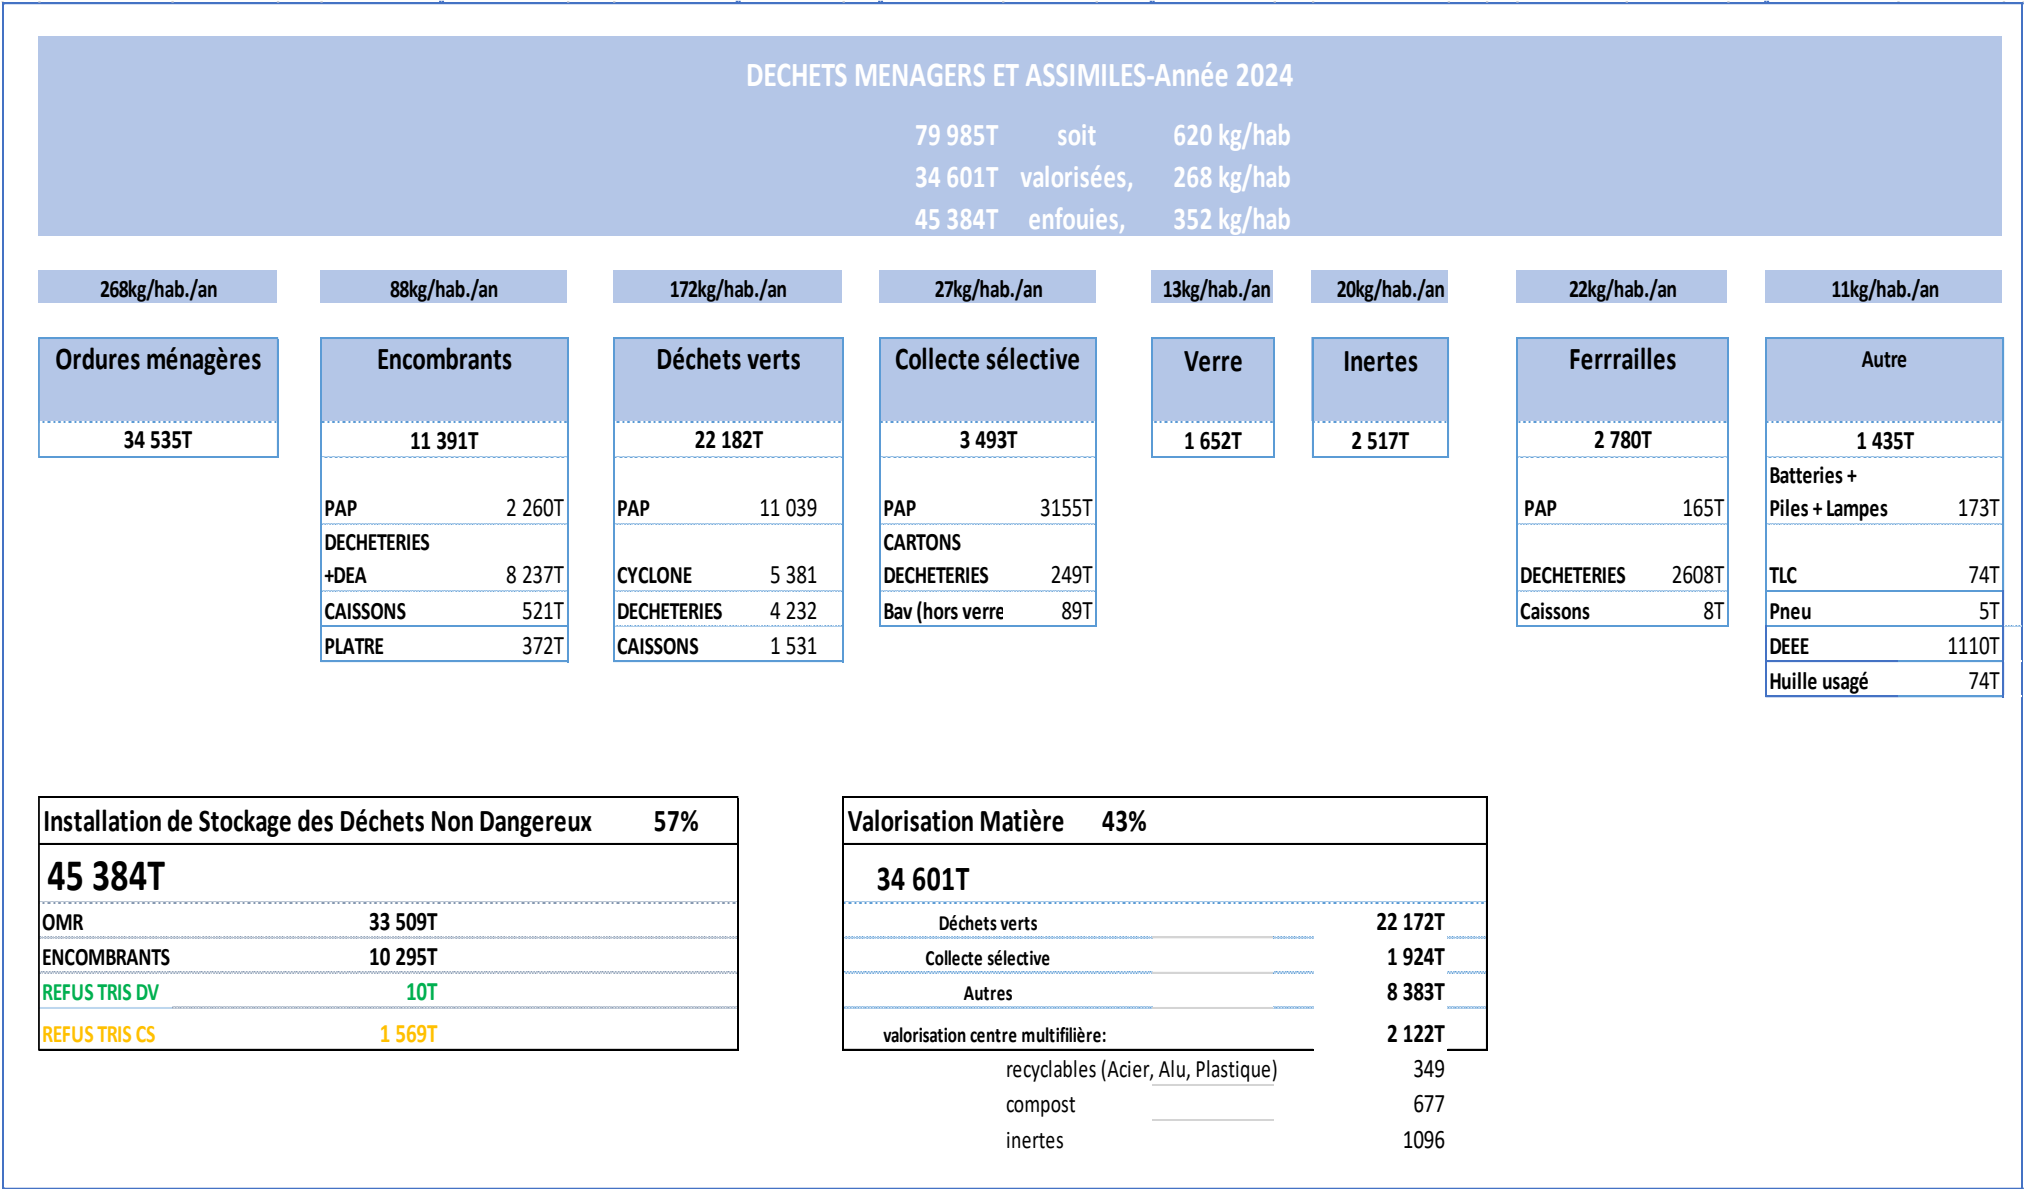 DECHETS MENAGERS ET ASSIMILES-Année 2024
79 985T soit 620 kg/hab
34 601T valorisées, 268 kg/hab
45 384T enfouies, 352 kg/hab
268kg/hab./an 88kg/hab./an 172kg/hab./an 27kg/hab./an 13kg/hab./an 20kg/hab./an 22kg/hab./an 11kg/hab./an
Ordures ménagères Encombrants Déchets verts Collecte sélective Verre Inertes Ferrrailles Autre
34 535T 11 391T 22 182T 3 493T 1 652T 2 517T 2 780T 1 435T
Batteries +
PAP 2 260T PAP 11 039 PAP 3155T PAP 165T Piles + Lampes 173T
DECHETERIES CARTONS
+DEA 8 237T CYCLONE 5 381 DECHETERIES 249T DECHETERIES 2608T TLC 74T
CAISSONS 521T DECHETERIES 4 232 Bav (hors verre 89T Caissons 8T Pneu 5T
PLATRE 372T CAISSONS 1 531 DEEE 1110T
Huille usagé 74T
Installation de Stockage des Déchets Non Dangereux 57% Valorisation Matière 43%
45 384T 34 601T
OMR 33 509T Déchets verts 22 172T
ENCOMBRANTS 10 295T Collecte sélective 1 924T
REFUS TRIS DV 10T Autres 8 383T
REFUS TRIS CS 1 569T valorisation centre multifilière: 2 122T
recyclables (Acier, Alu, Plastique) 349
compost 677
inertes 1096